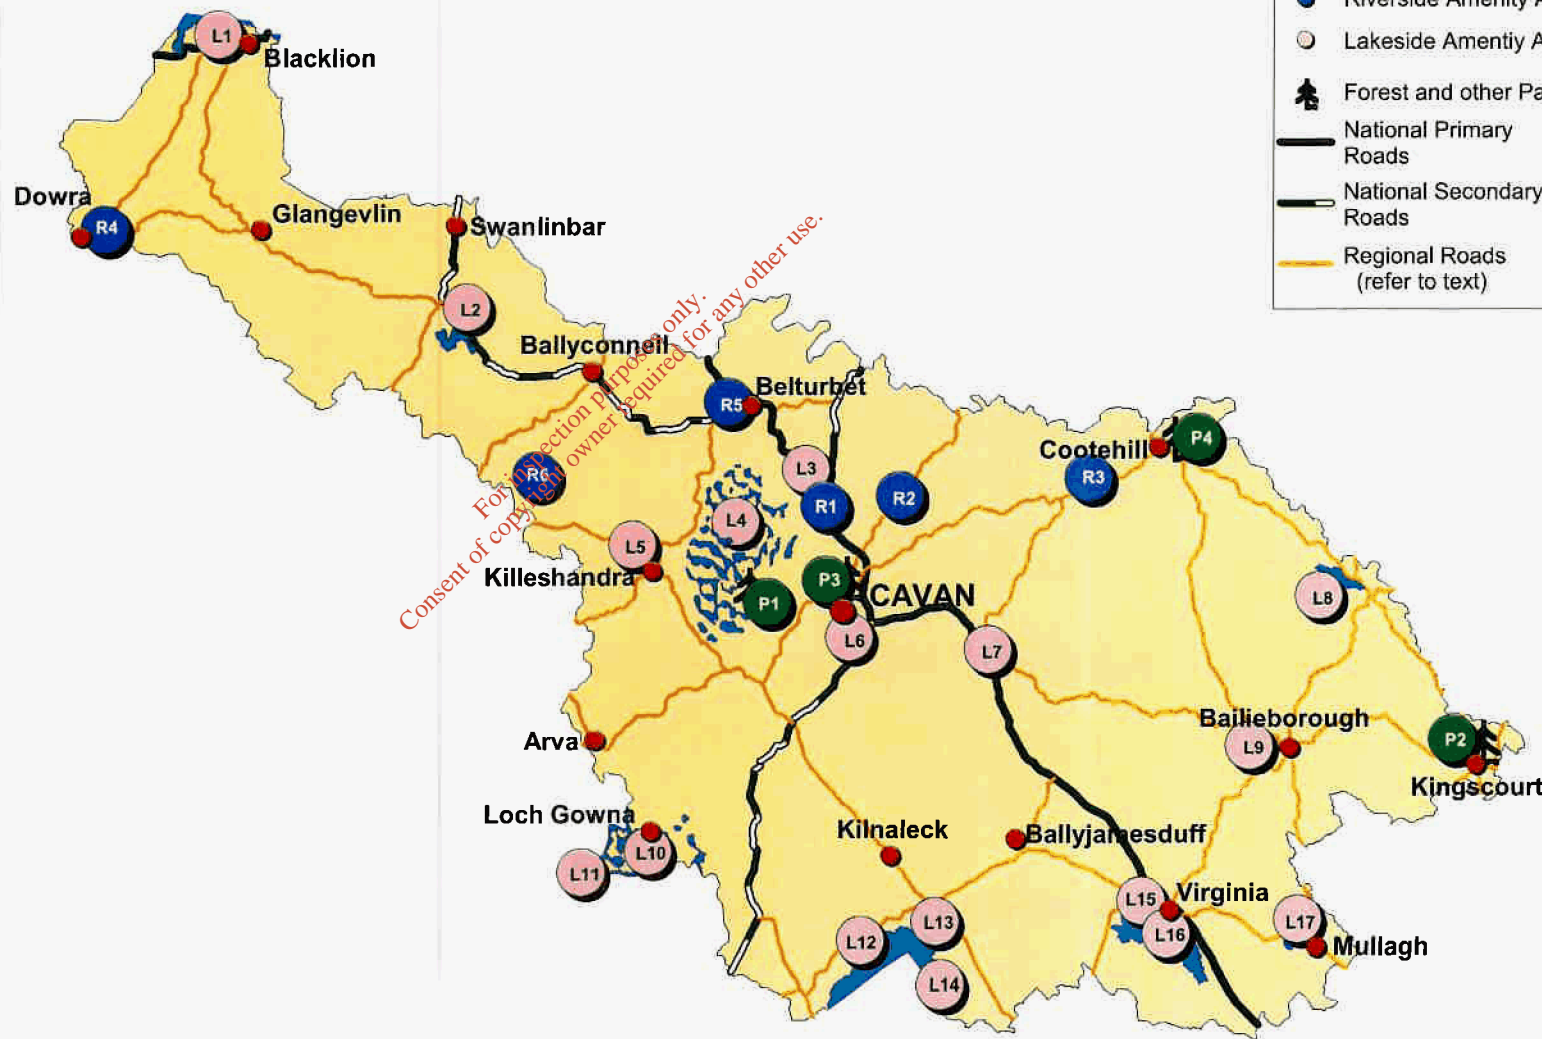 Riverside Amenity A
Lakeside Amentiy A
Forest and other Pa
National Primary
Roads
National Secondary
Roads
Regional Roads
(refer to text)
L1
Blacklion
Dowra
R4
Glangevlin
Swanlinbar
L2
Ballyconnell
R5
Belturbet
L3
R6
R1
R2
Cootehill
P4
R3
L4
L5
Killeshandra
P3
P1
CAVAN
L6
L7
L8
Bailieborough
L9
P2
Kingscourt
Arva
Loch Gowna
L10
L11
Kilnaleck
Ballyjamesduff
L15
Virginia
L16
L12
L13
L14
L17
Mullagh
For inspection purposes only.
Consent of copyright owner required for any other use.